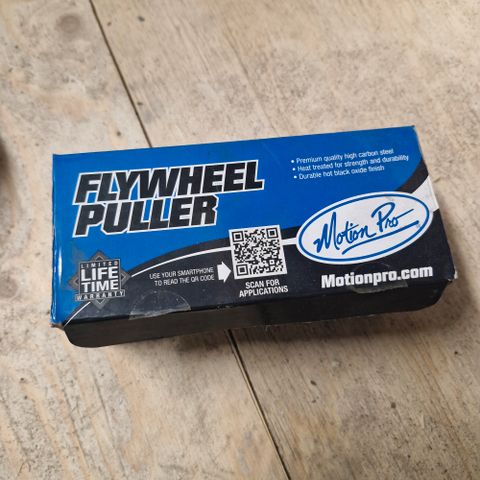 FLYWHEEL
PULLER
• Premium quality high carbon steel
• Heat treated for strength and durability
• Durable hot black oxide finish
Motion Pro
LIMITED
LIFE
TIME
WARRANTY
USE YOUR SMARTPHONE
TO READ THE QR CODE
SCAN FOR
APPLICATIONS
Motionpro.com